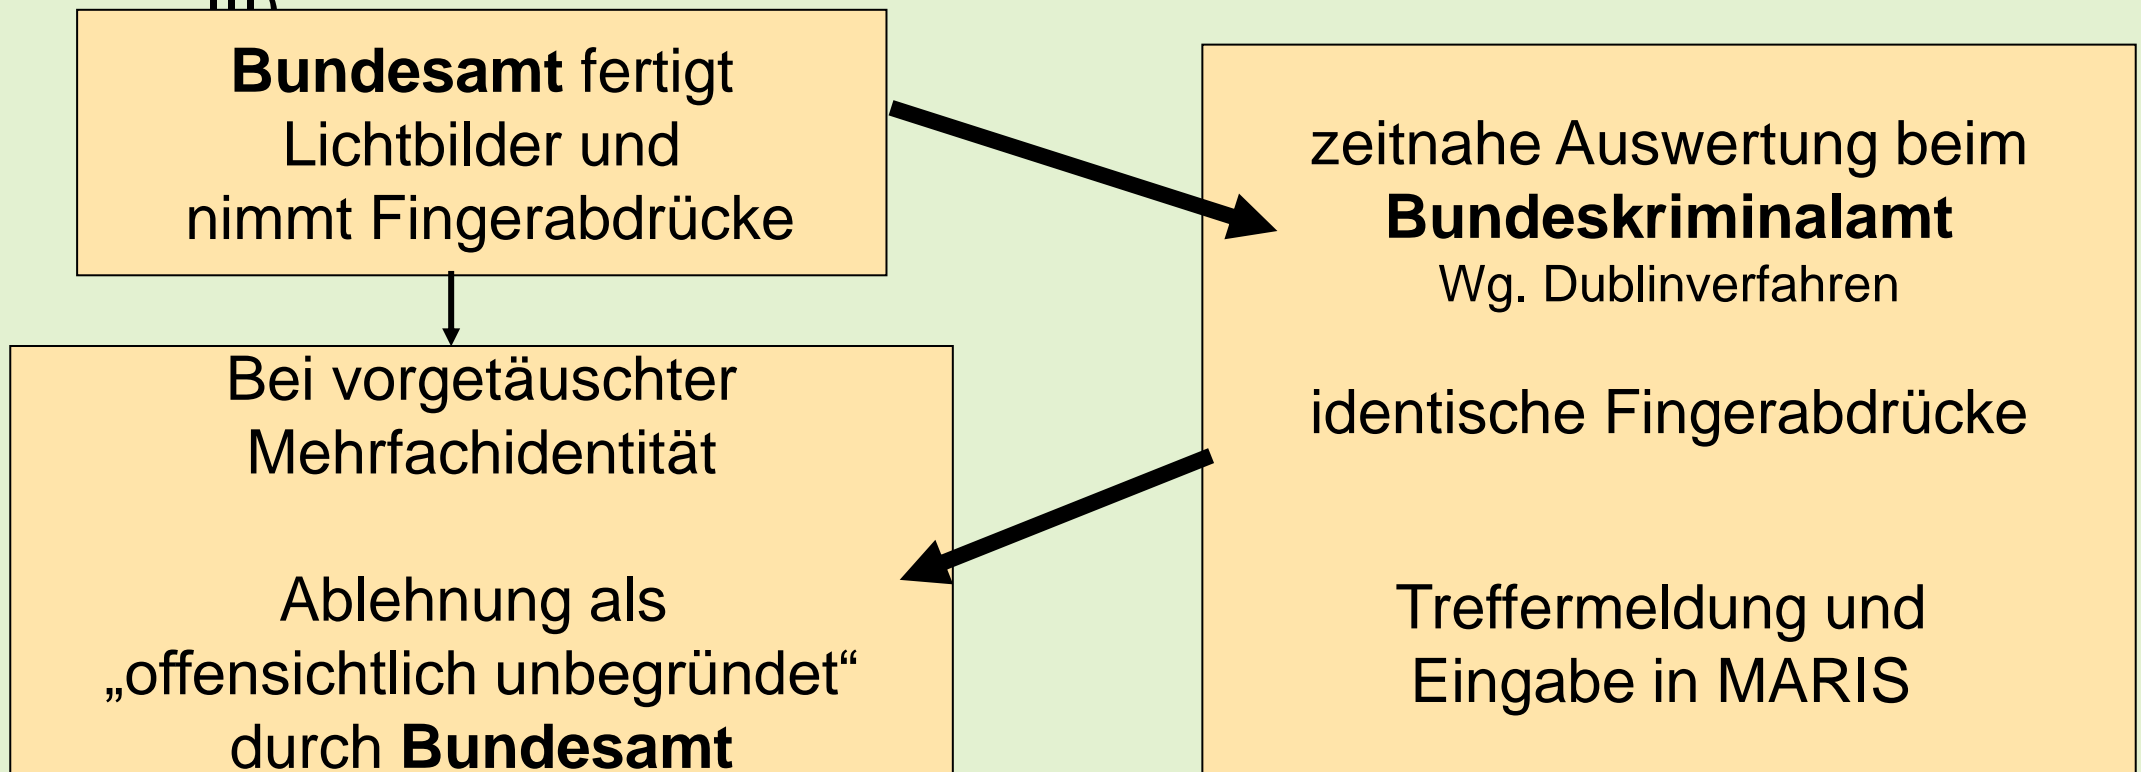 Bundesamt fertigt
Lichtbilder und
nimmt Fingerabdrücke
zeitnahe Auswertung beim
Bundeskriminalamt
Wg. Dublinverfahren
identische Fingerabdrücke
Treffermeldung und
Eingabe in MARIS
Bei vorgetäuschter
Mehrfachidentität
Ablehnung als
„offensichtlich unbegründet“
durch Bundesamt